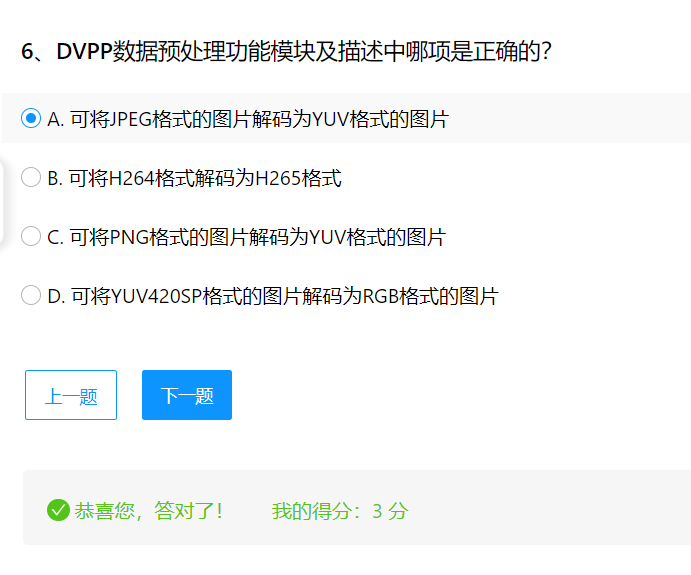 6、DVPP数据预处理功能模块及描述中哪项是正确的?
A. 可将JPEG格式的图片解码为YUV格式的图片
B. 可将H264格式解码为H265格式
C. 可将PNG格式的图片解码为YUV格式的图片
D. 可将YUV420SP格式的图片解码为RGB格式的图片
上一题 下一题
恭喜您，答对了! 我的得分：3 分